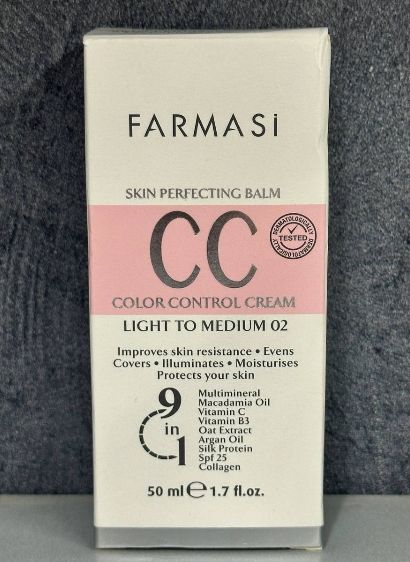 FARMASi
SKIN PERFECTING BALM
CC
DERMATOLOGICALLY
TESTED
DERMATOLOGICALLY
COLOR CONTROL CREAM
LIGHT TO MEDIUM 02
Improves skin resistance • Evens
Covers • Illuminates • Moisturises
Protects your skin
9 in 1
Multimineral
Macadamia Oil
Vitamin C
Vitamin B3
Oat Extract
Argan Oil
Silk Protein
Spf 25
Collagen
50 ml ℮ 1.7 fl.oz.